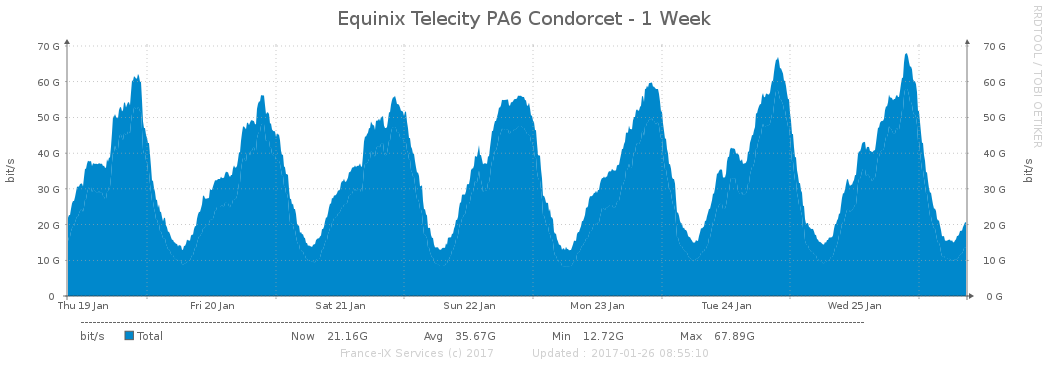 Equinix Telecity PA6 Condorcet - 1 Week
RRDTOOL / TOBI OETIKER
bit/s
70 G 70 G
60 G 60 G
50 G 50 G
40 G 40 G
30 G 30 G
20 G 20 G
10 G 10 G
0 0 G
bit/s
Thu 19 Jan Fri 20 Jan Sat 21 Jan Sun 22 Jan Mon 23 Jan Tue 24 Jan Wed 25 Jan
bit/s Total Now 21.16G Avg 35.67G Min 12.72G Max 67.89G
France-IX Services (c) 2017 Updated : 2017-01-26 08:55:10